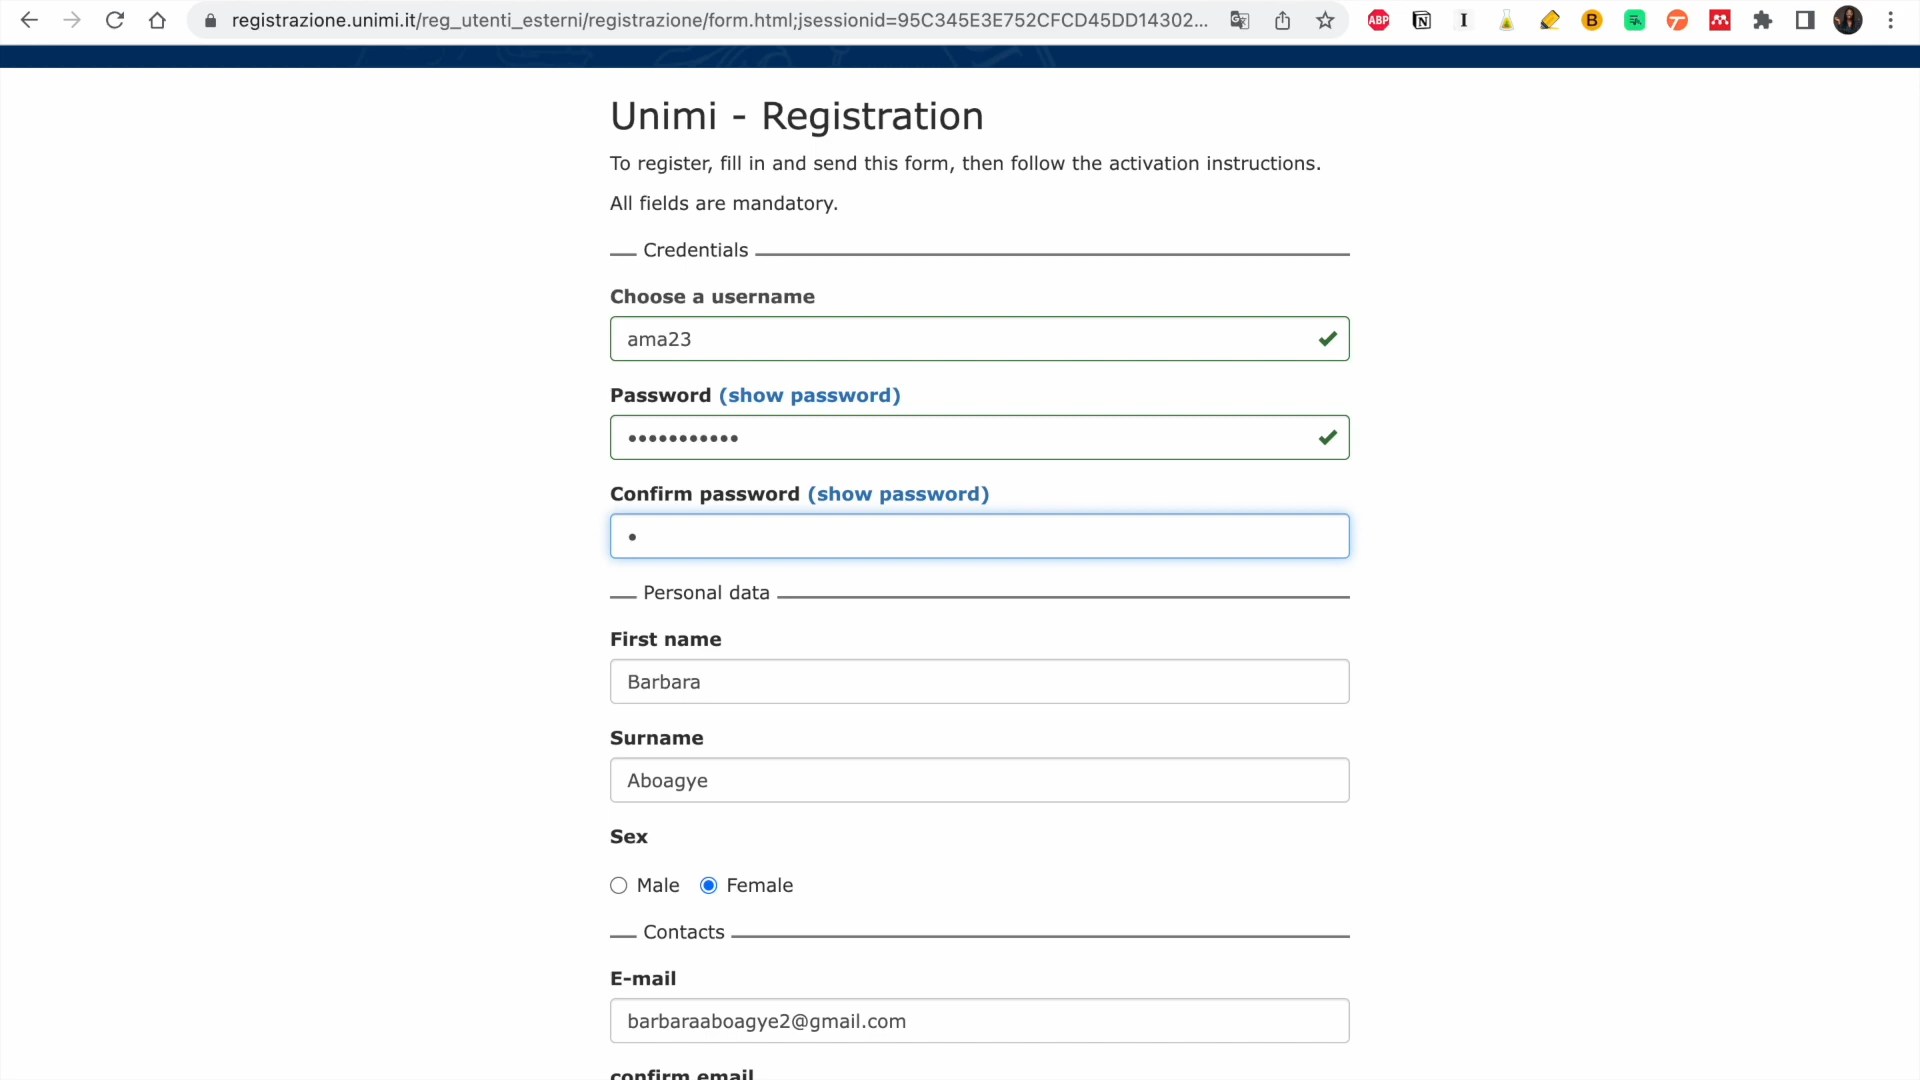 registrazione.unimi.it/reg_utenti_esterni/registrazione/form.html;jsessionid=95C345E3E752CFCD45DD14302...
ABP
N
I
B
Unimi - Registration
To register, fill in and send this form, then follow the activation instructions.
All fields are mandatory.
Credentials
Choose a username
ama23
Password (show password)
•••••••••••
Confirm password (show password)
•
Personal data
First name
Barbara
Surname
Aboagye
Sex
Male Female
Contacts
E-mail
barbaraaboagye2@gmail.com
confirm email